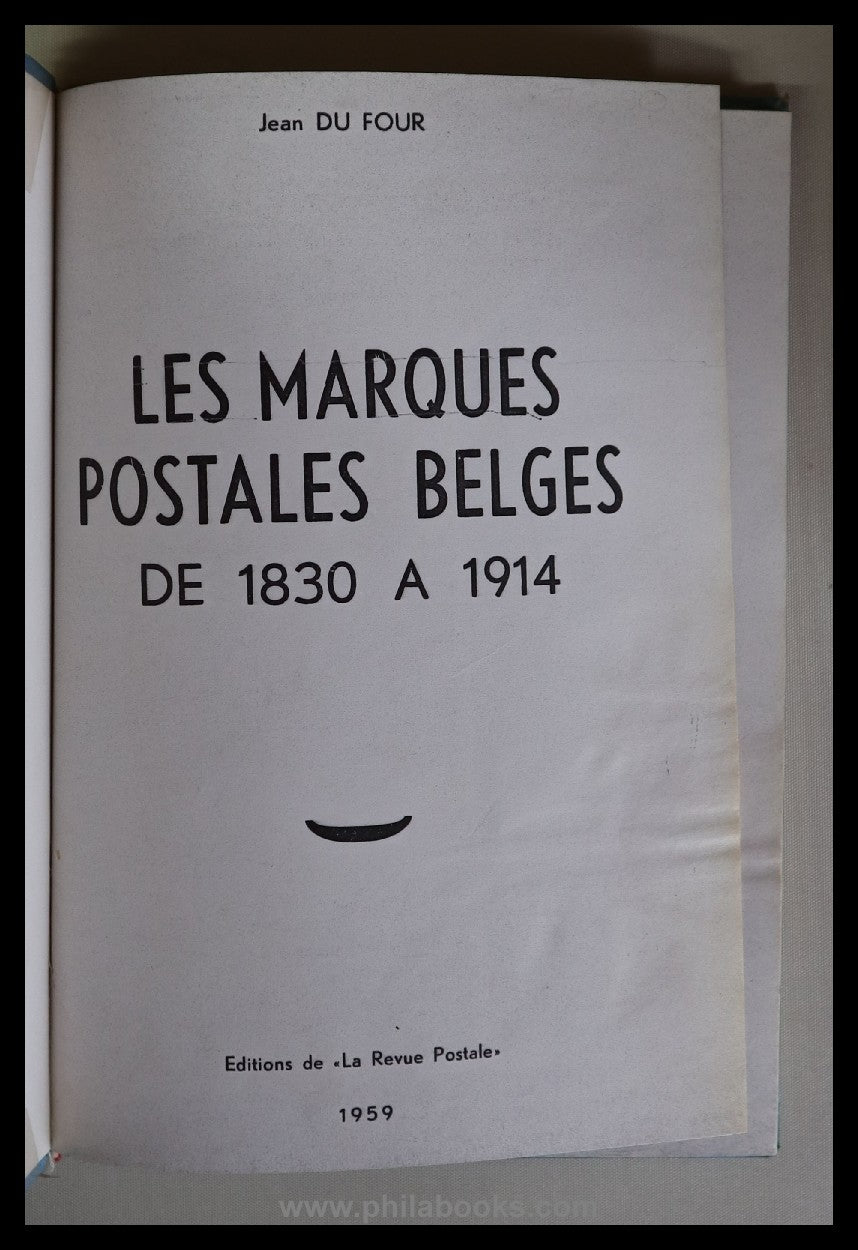 Jean DU FOUR
LES MARQUES
POSTALES BELGES
DE 1830 A 1914
Editions de «La Revue Postale»
1959
www.philabooks.com